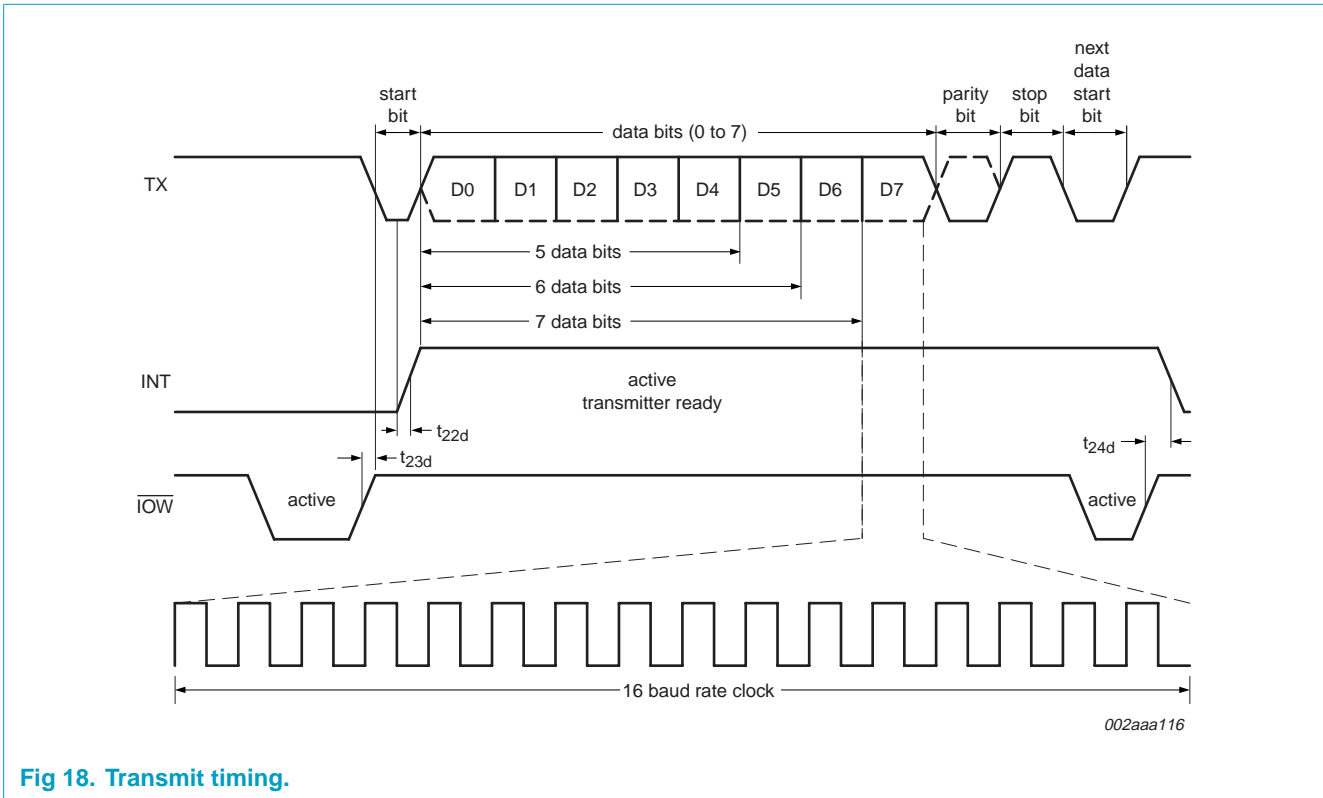 start
bit
data bits (0 to 7)
parity
bit
stop
bit
next
data
start
bit
TX
D0
D1
D2
D3
D4
D5
D6
D7
5 data bits
6 data bits
7 data bits
INT
active
transmitter ready
t22d
t23d
t24d
IOW
active
active
16 baud rate clock
002aaa116
Fig 18. Transmit timing.